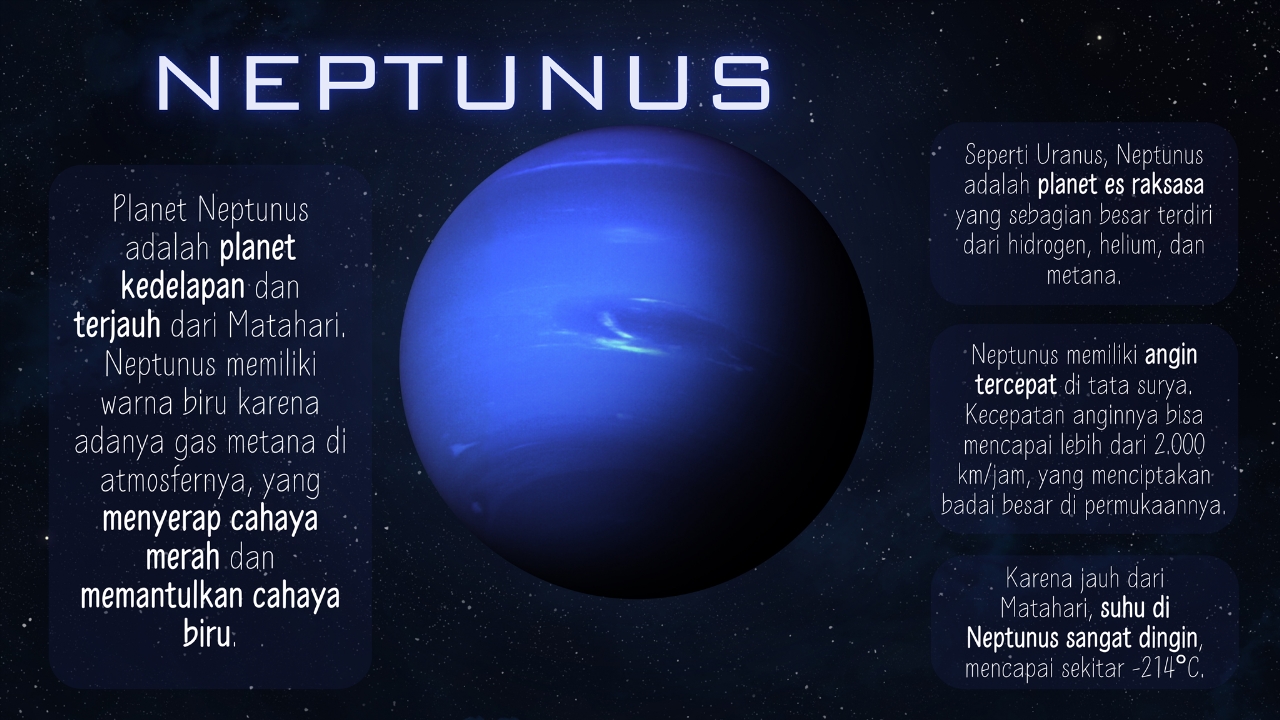 NEPTUNUS
Planet Neptunus
adalah planet
kedelapan dan
terjauh dari Matahari.
Neptunus memiliki
warna biru karena
adanya gas metana di
atmosfernya, yang
menyerap cahaya
merah dan
memantulkan cahaya
biru.
Seperti Uranus, Neptunus
adalah planet es raksasa
yang sebagian besar terdiri
dari hidrogen, helium, dan
metana.
Neptunus memiliki angin
tercepat di tata surya.
Kecepatan anginnya bisa
mencapai lebih dari 2.000
km/jam, yang menciptakan
badai besar di permukaannya.
Karena jauh dari
Matahari, suhu di
Neptunus sangat dingin,
mencapai sekitar -214°C.